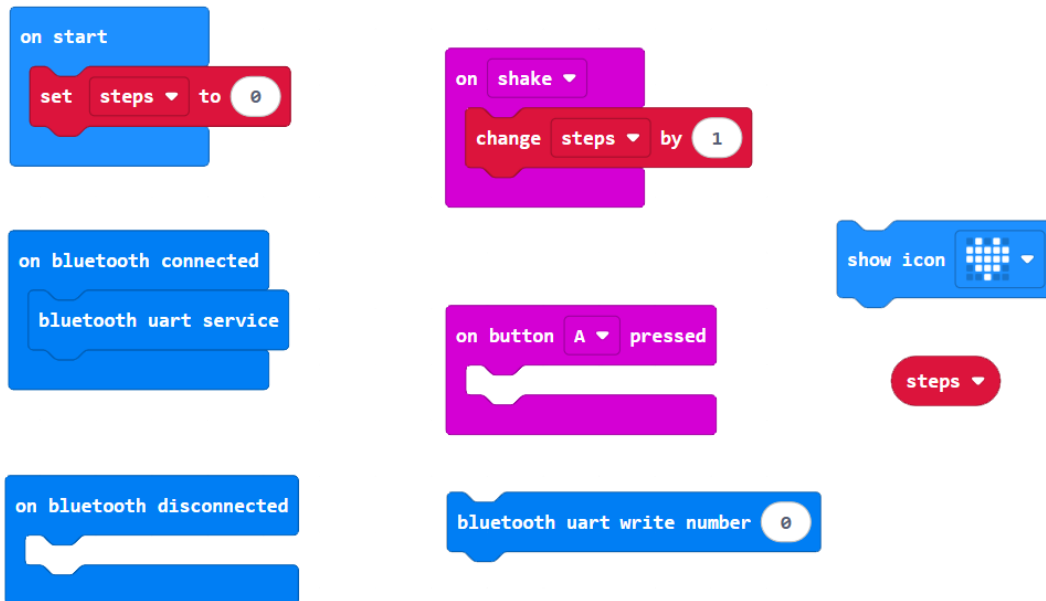 on start
set steps to 0
on shake
change steps by 1
on bluetooth connected
bluetooth uart service
show icon
on button A pressed
steps
on bluetooth disconnected
bluetooth uart write number 0